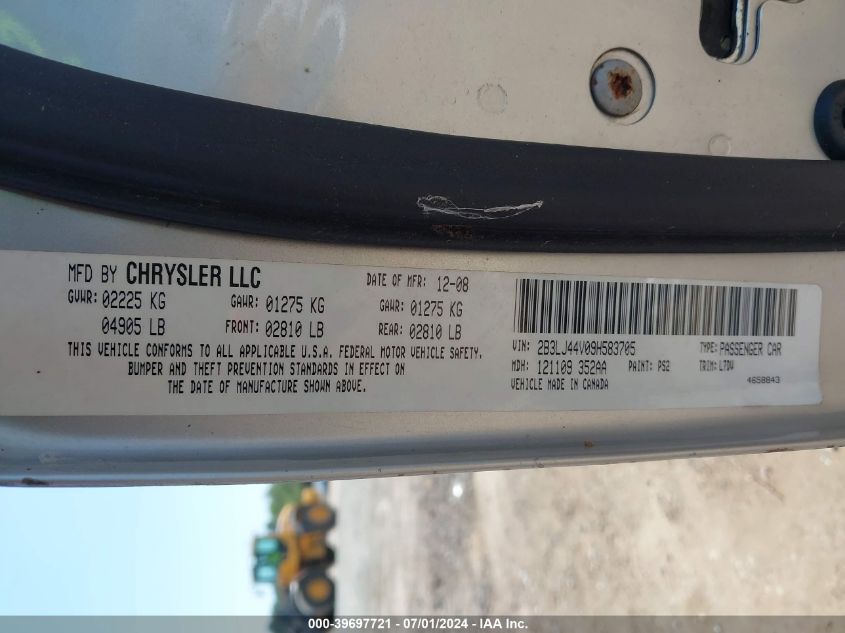 MFD BY CHRYSLER LLC DATE OF MFR: 12-08
GVWR: 02225 KG GAWR: 01275 KG GAWR: 01275 KG
04905 LB FRONT: 02810 LB REAR: 02810 LB
THIS VEHICLE CONFORMS TO ALL APPLICABLE U.S.A. FEDERAL MOTOR VEHICLE SAFETY,
BUMPER AND THEFT PREVENTION STANDARDS IN EFFECT ON
THE DATE OF MANUFACTURE SHOWN ABOVE.
VIN: 2B3LJ44V09H583705 TYPE: PASSENGER CAR
MDH: 121109 352AA PAINT: PS2 TRIM: L7DV
VEHICLE MADE IN CANADA 4658843
000-39697721 - 07/01/2024 - IAA Inc.